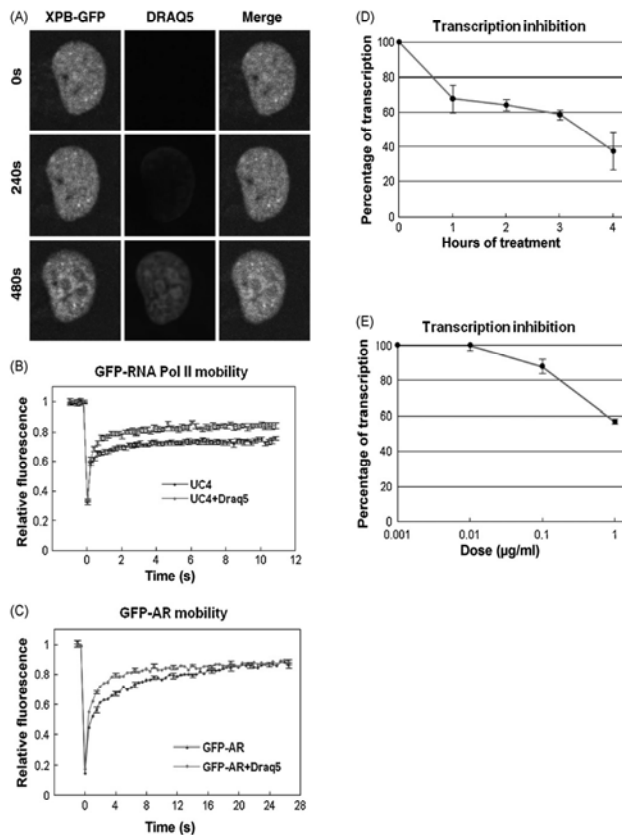 (A)
XPB-GFP DRAQ5 Merge
0s
240s
480s
(B)
GFP-RNA Pol II mobility
Relative fluorescence
1
0.8
0.6
0.4
0.2
UC4
UC4+Draq5
0 2 4 6 8 10 12
Time (s)
(C)
GFP-AR mobility
Relative fluorescence
1
0.8
0.6
0.4
0.2
0
GFP-AR
GFP-AR+Draq5
0 4 8 12 16 20 24 28
Time (s)
(D)
Transcription inhibition
Percentage of transcription
100
80
60
40
20
0
0 1 2 3 4
Hours of treatment
(E)
Transcription inhibition
Percentage of transcription
100
80
60
40
20
0
0.001 0.01 0.1 1
Dose (µg/ml)